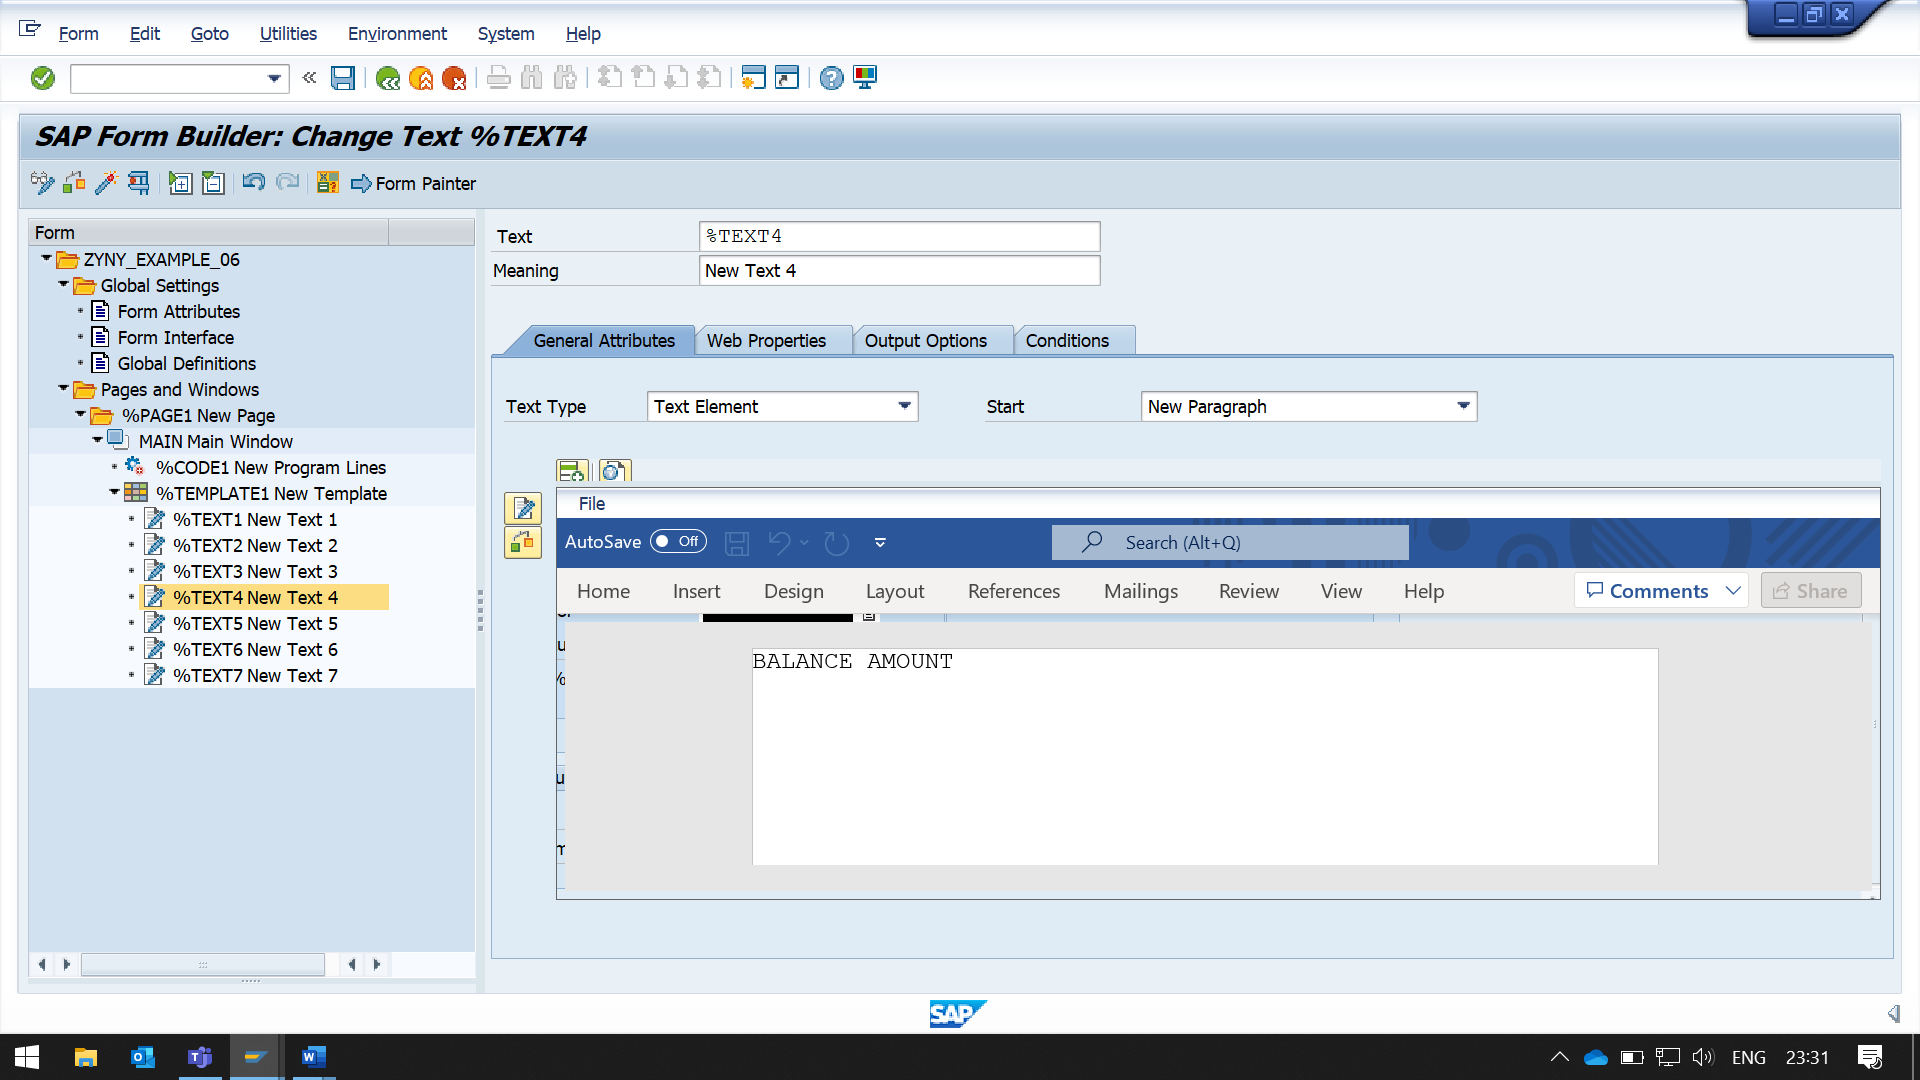 Form Edit Goto Utilities Environment System Help
SAP Form Builder: Change Text %TEXT4
Form Painter
Form
ZYNY_EXAMPLE_06
Global Settings
Form Attributes
Form Interface
Global Definitions
Pages and Windows
%PAGE1 New Page
MAIN Main Window
%CODE1 New Program Lines
%TEMPLATE1 New Template
%TEXT1 New Text 1
%TEXT2 New Text 2
%TEXT3 New Text 3
%TEXT4 New Text 4
%TEXT5 New Text 5
%TEXT6 New Text 6
%TEXT7 New Text 7
Text %TEXT4
Meaning New Text 4
General Attributes Web Properties Output Options Conditions
Text Type Text Element Start New Paragraph
File
AutoSave Off Search (Alt+Q)
Home Insert Design Layout References Mailings Review View Help Comments Share
BALANCE AMOUNT
SAP
ENG 23:31